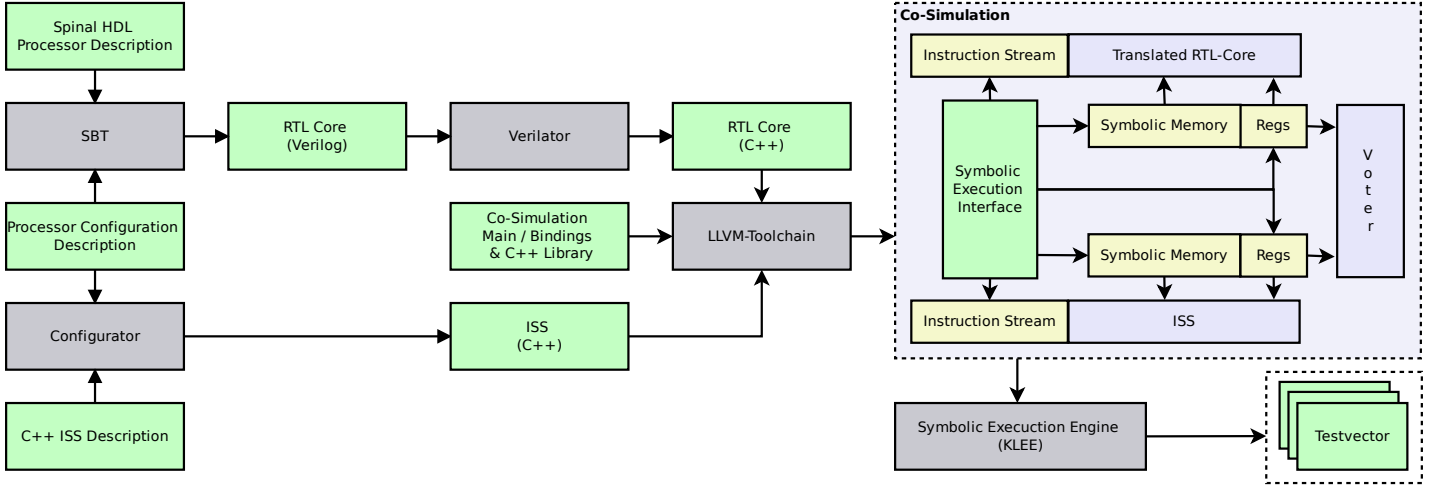 Spinal HDL
Processor Description
SBT
RTL Core
(Verilog)
Verilator
RTL Core
(C++)
Processor Configuration
Description
Co-Simulation
Main / Bindings
& C++ Library
LLVM-Toolchain
Configurator
ISS
(C++)
C++ ISS Description
Co-Simulation
Instruction Stream
Translated RTL-Core
Symbolic Memory
Regs
Symbolic
Execution
Interface
Voter
Symbolic Memory
Regs
Instruction Stream
ISS
Symbolic Execution Engine
(KLEE)
Testvector